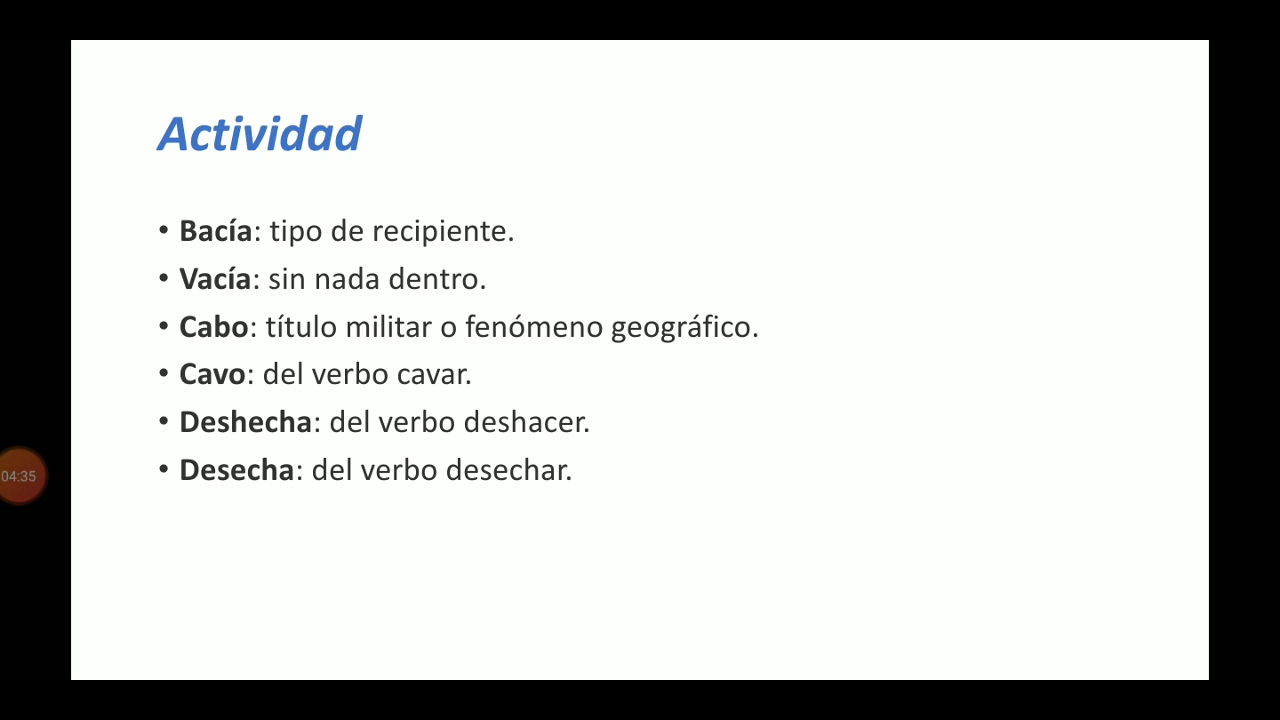 Actividad
• Bacía: tipo de recipiente.
• Vacía: sin nada dentro.
• Cabo: título militar o fenómeno geográfico.
• Cavo: del verbo cavar.
• Deshecha: del verbo deshacer.
• Desecha: del verbo desechar.
04:35